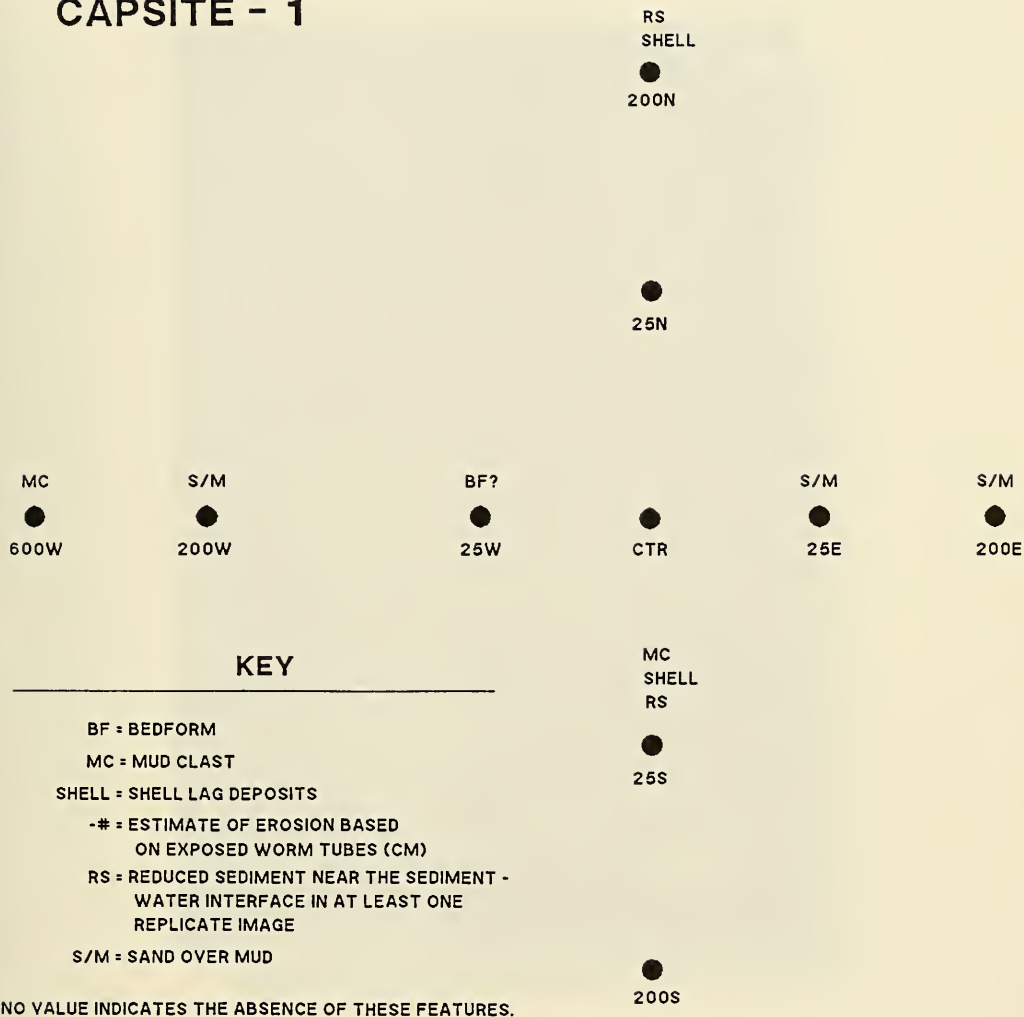 CAPSITE - 1
RS
SHELL
200N
25N
MC
S/M
BF?
S/M
S/M
600W
200W
25W
CTR
25E
200E
KEY
MC
SHELL
RS
25S
BF = BEDFORM
MC = MUD CLAST
SHELL = SHELL LAG DEPOSITS
-# = ESTIMATE OF EROSION BASED
ON EXPOSED WORM TUBES (CM)
RS = REDUCED SEDIMENT NEAR THE SEDIMENT -
WATER INTERFACE IN AT LEAST ONE
REPLICATE IMAGE
S/M = SAND OVER MUD
200S
NO VALUE INDICATES THE ABSENCE OF THESE FEATURES.